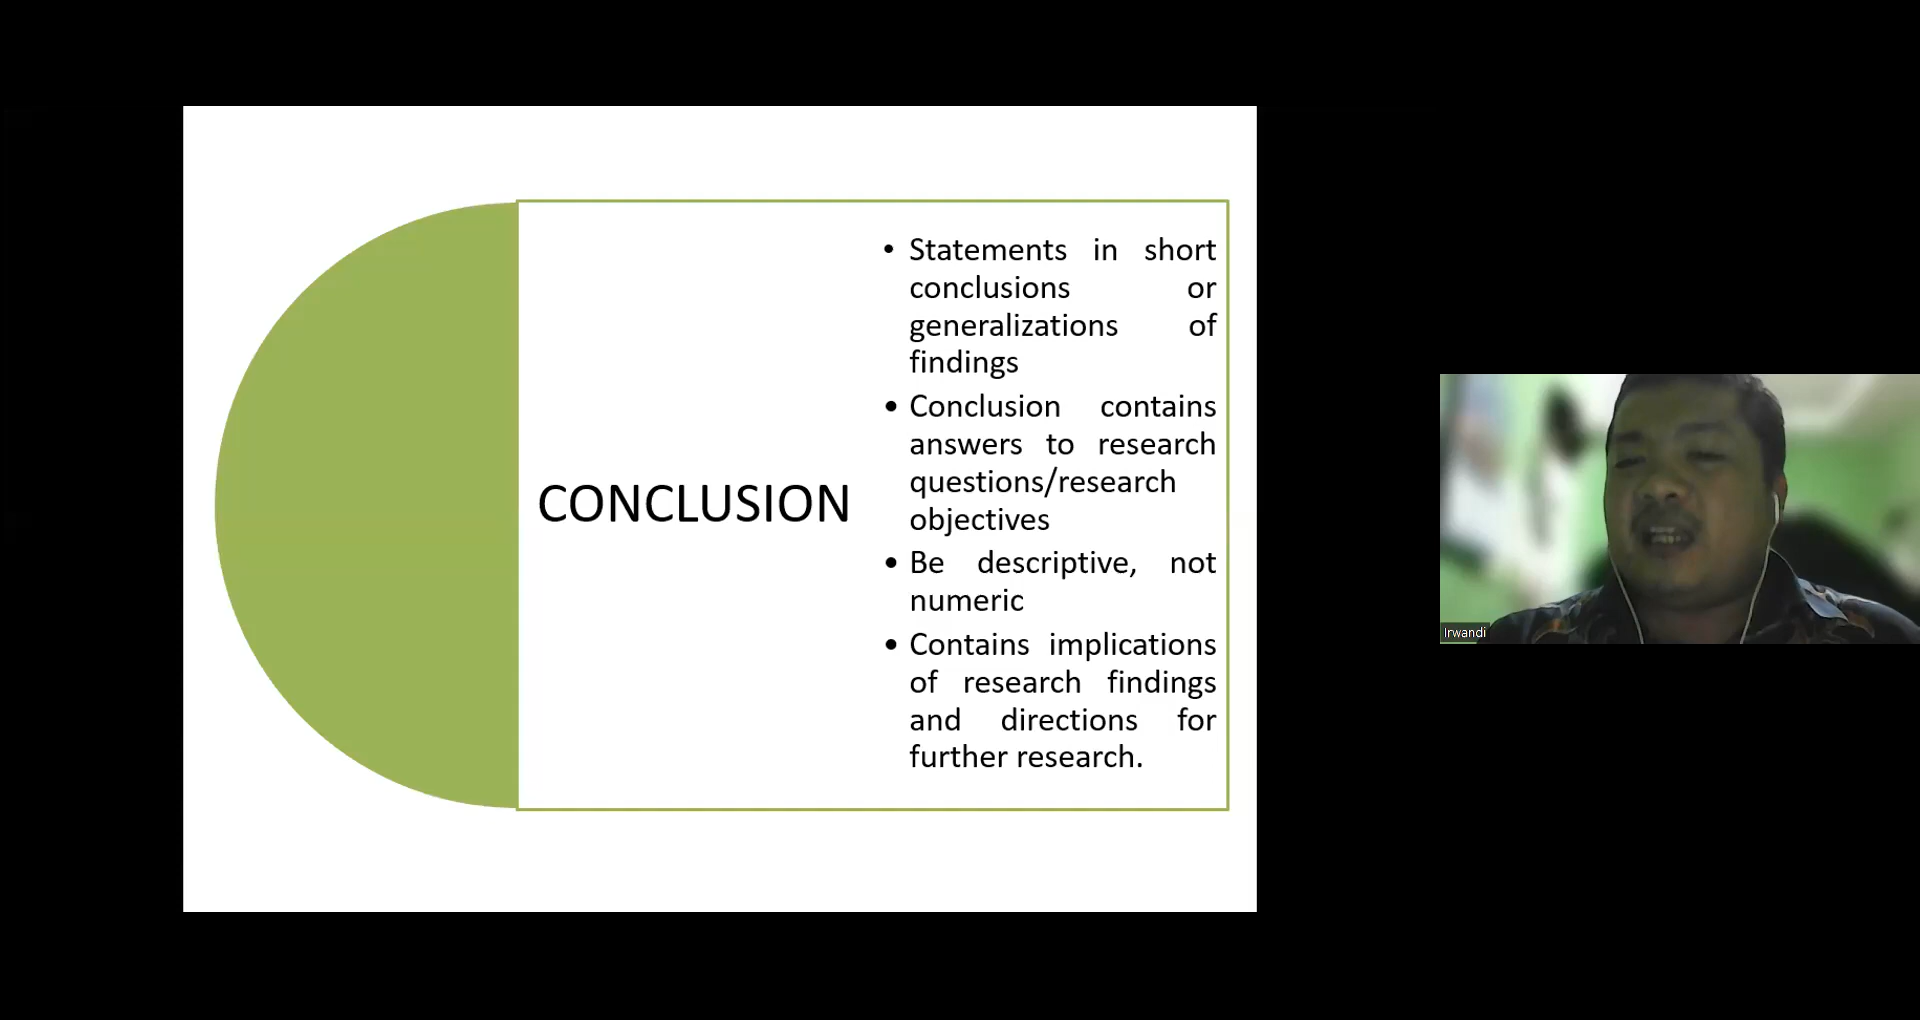 CONCLUSION
• Statements in short
conclusions or
generalizations of
findings
• Conclusion contains
answers to research
questions/research
objectives
• Be descriptive, not
numeric
• Contains implications
of research findings
and directions for
further research.
Irwandi